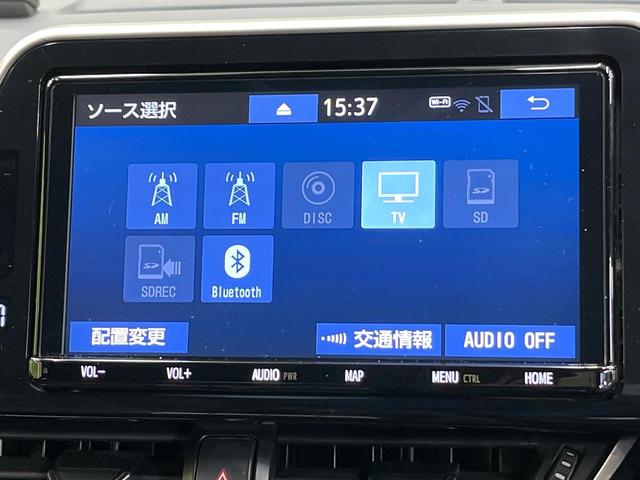 ソース選択
15:37
Wi-Fi
AM
FM
DISC
TV
SD
SDREC
Bluetooth
配置変更
交通情報
AUDIO OFF
VOL−
VOL+
AUDIO PWR
MAP
MENU CTRL
HOME